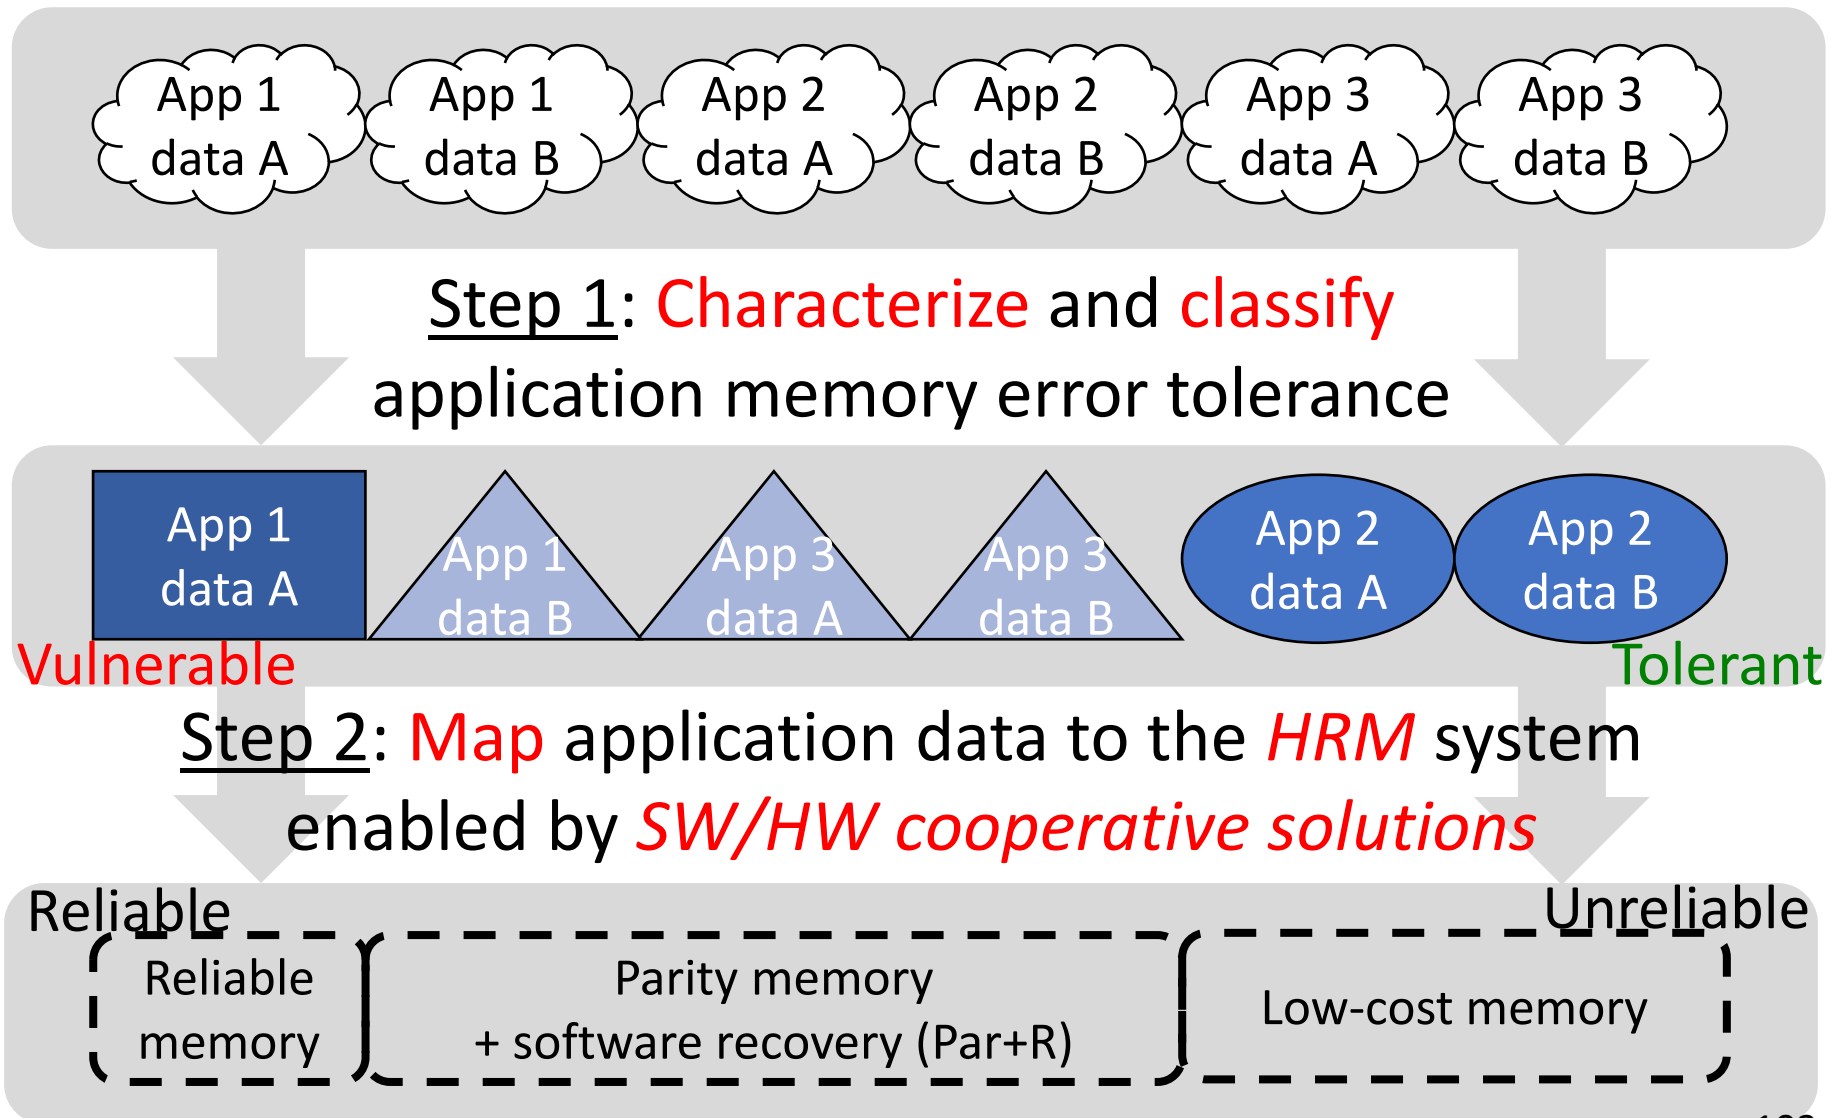 App 1
data A
App 1
data B
App 2
data A
App 2
data B
App 3
data A
App 3
data B
Step 1: Characterize and classify
application memory error tolerance
App 1
data A
App 1
data B
App 3
data A
App 3
data B
App 2
data A
App 2
data B
Vulnerable
Tolerant
Step 2: Map application data to the HRM system
enabled by SW/HW cooperative solutions
Reliable
Unreliable
Reliable
memory
Parity memory
+ software recovery (Par+R)
Low-cost memory